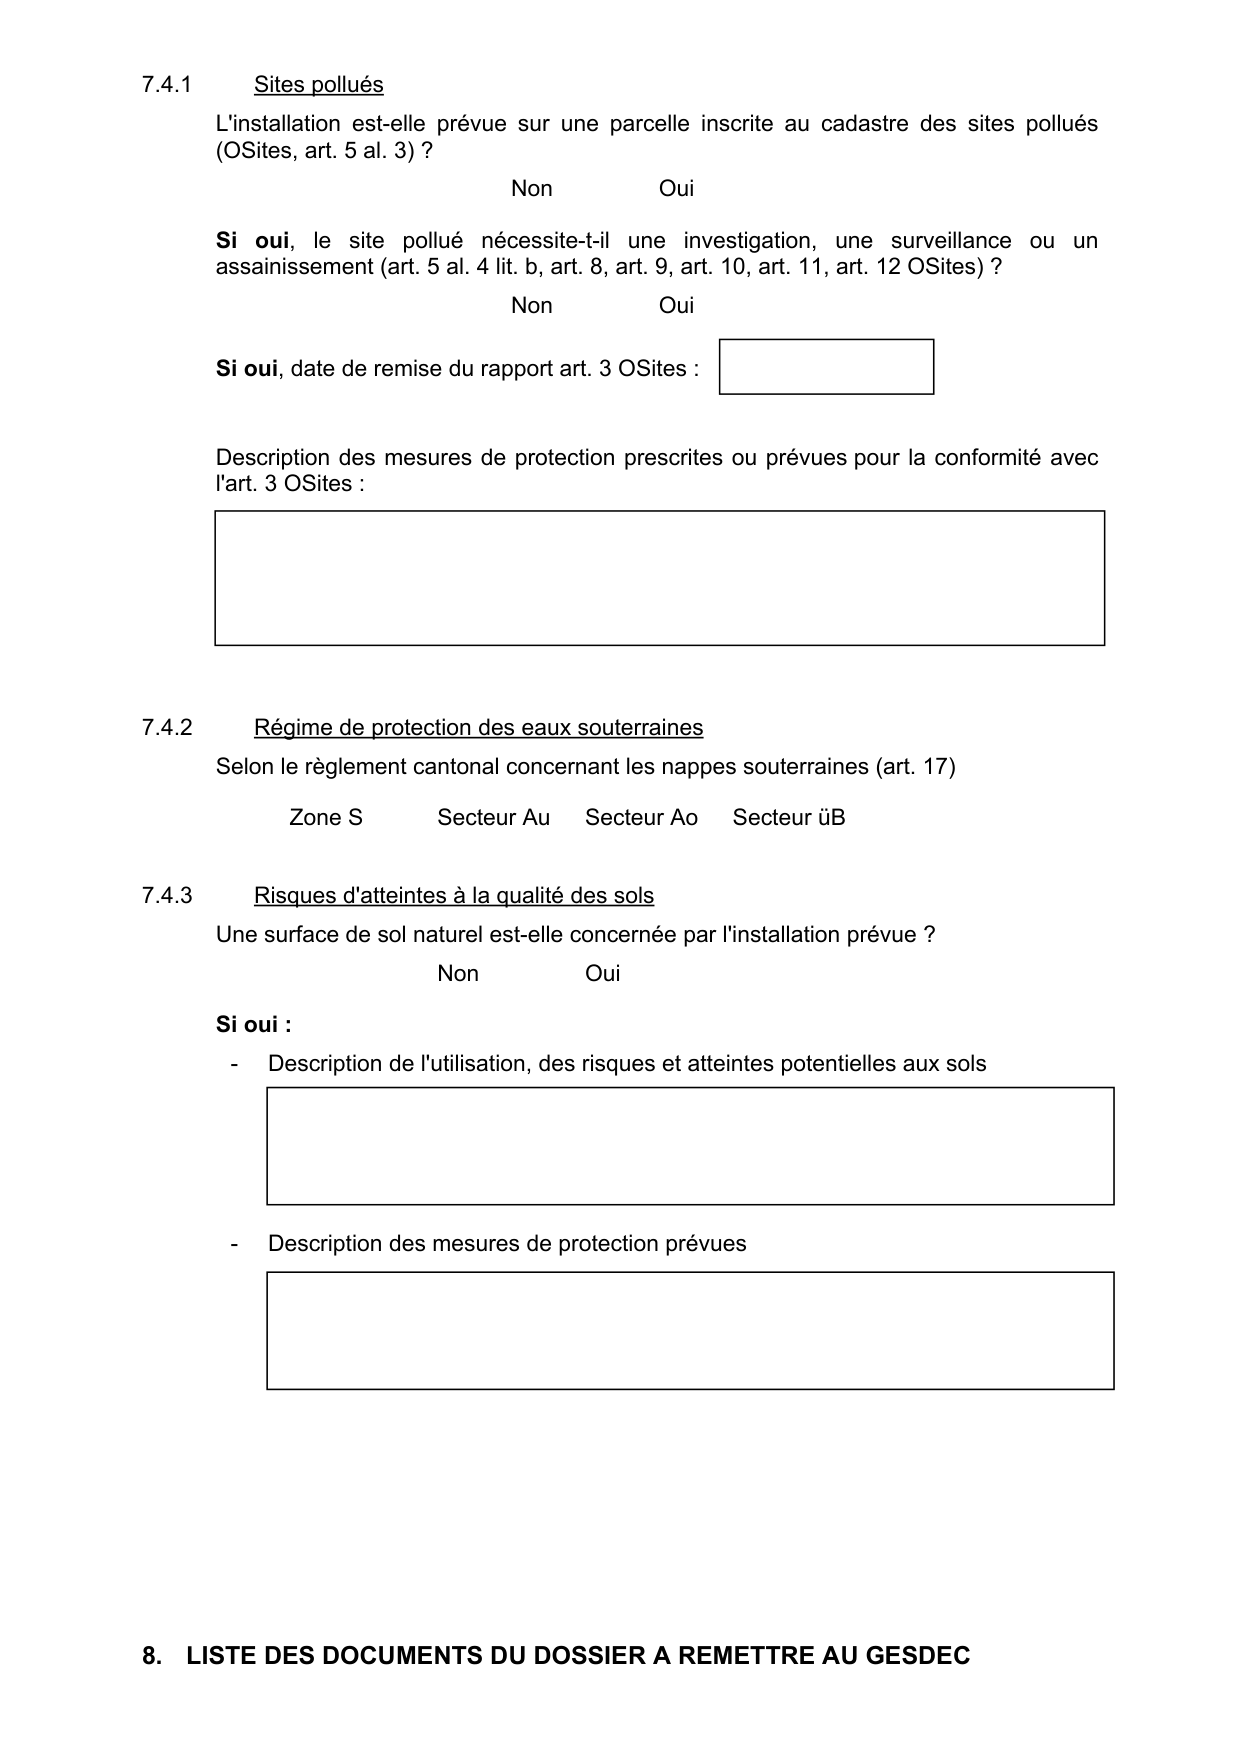 7.4.1 Sites pollués
L'installation est-elle prévue sur une parcelle inscrite au cadastre des sites pollués
(OSites, art. 5 al. 3) ?
Non Oui
Si oui, le site pollué nécessite-t-il une investigation, une surveillance ou un
assainissement (art. 5 al. 4 lit. b, art. 8, art. 9, art. 10, art. 11, art. 12 OSites) ?
Non Oui
Si oui, date de remise du rapport art. 3 OSites :
Description des mesures de protection prescrites ou prévues pour la conformité avec
l'art. 3 OSites :
7.4.2 Régime de protection des eaux souterraines
Selon le règlement cantonal concernant les nappes souterraines (art. 17)
Zone S Secteur Au Secteur Ao Secteur üB
7.4.3 Risques d'atteintes à la qualité des sols
Une surface de sol naturel est-elle concernée par l'installation prévue ?
Non Oui
Si oui :
- Description de l'utilisation, des risques et atteintes potentielles aux sols
- Description des mesures de protection prévues
8. LISTE DES DOCUMENTS DU DOSSIER A REMETTRE AU GESDEC